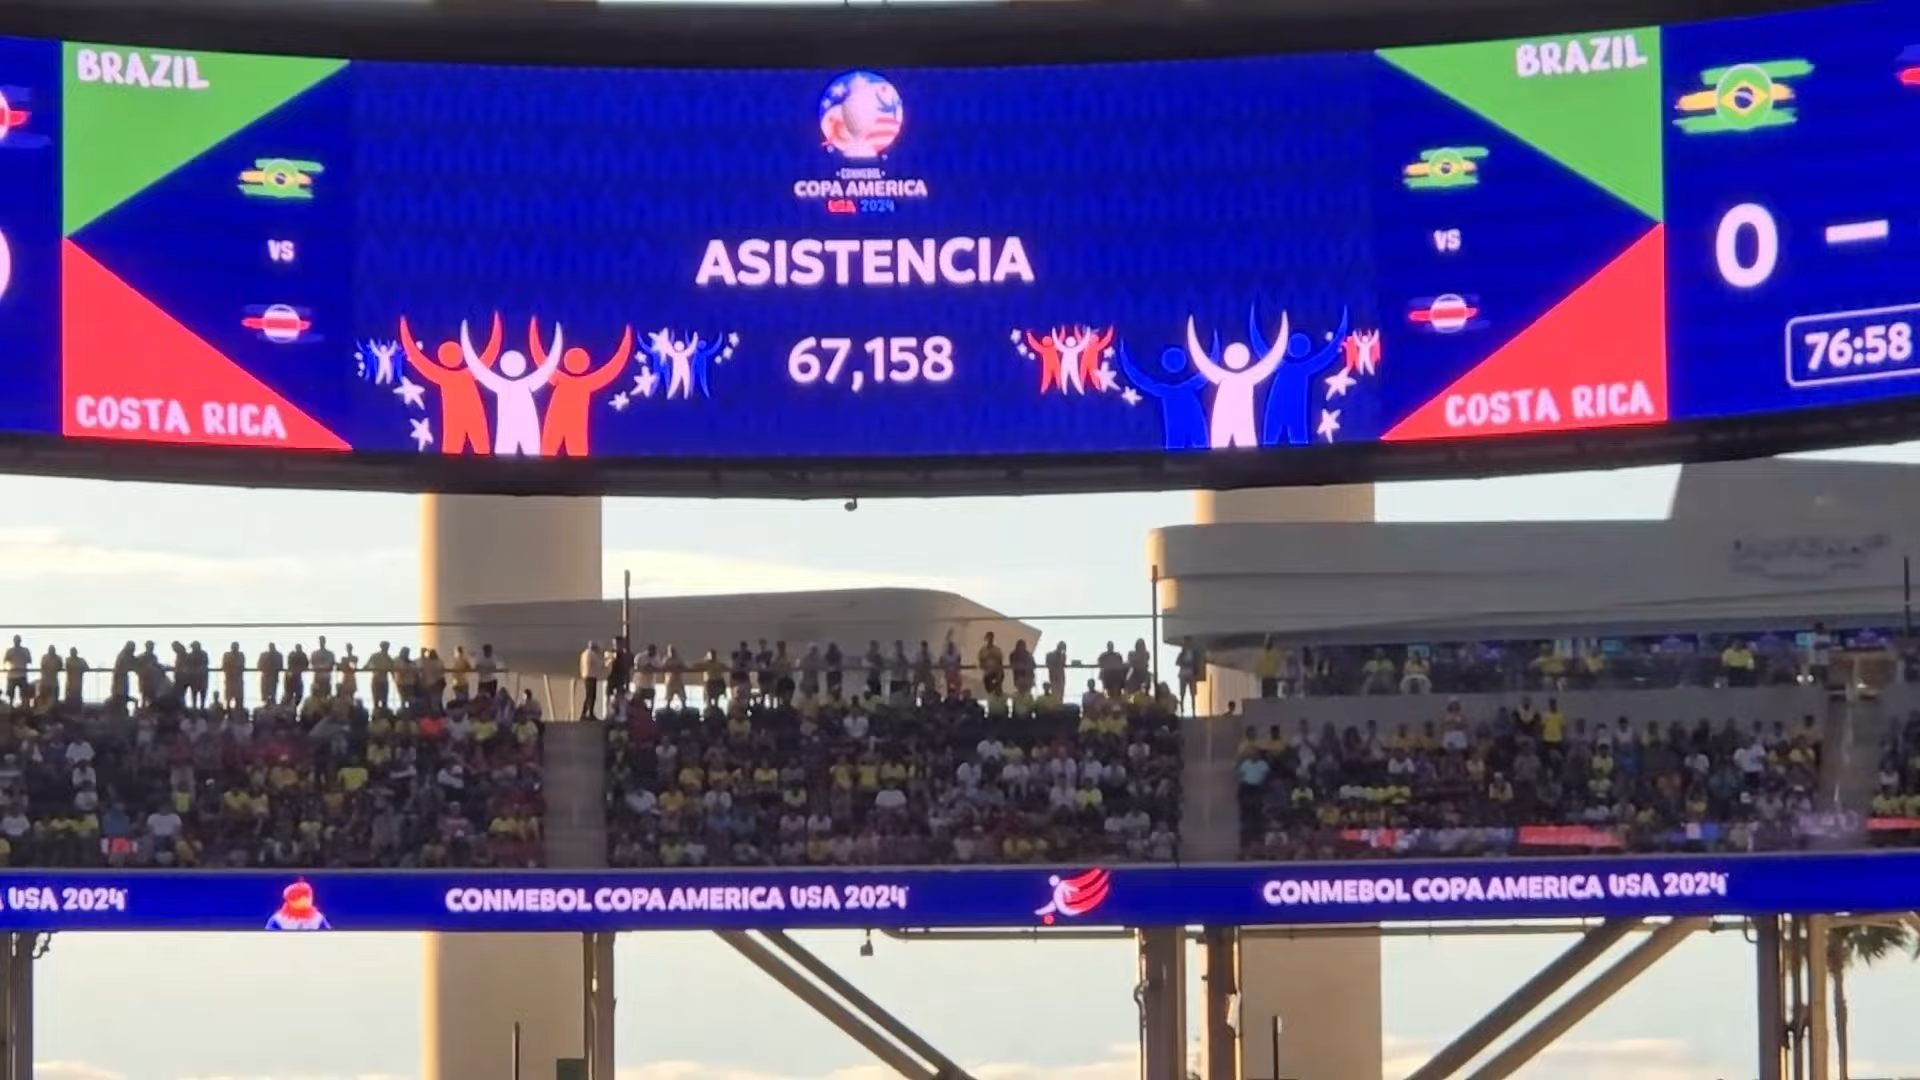 BRAZIL
VS
COSTA RICA
CONMEBOL
COPA AMERICA
USA 2024
ASISTENCIA
67,158
BRAZIL
VS
COSTA RICA
0 –
76:58
USA 2024
CONMEBOL COPA AMERICA USA 2024
CONMEBOL COPA AMERICA USA 2024